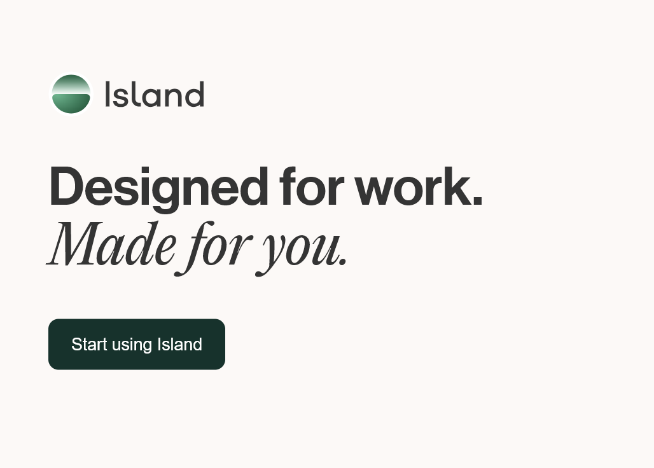 Island
Designed for work.
Made for you.
Start using Island